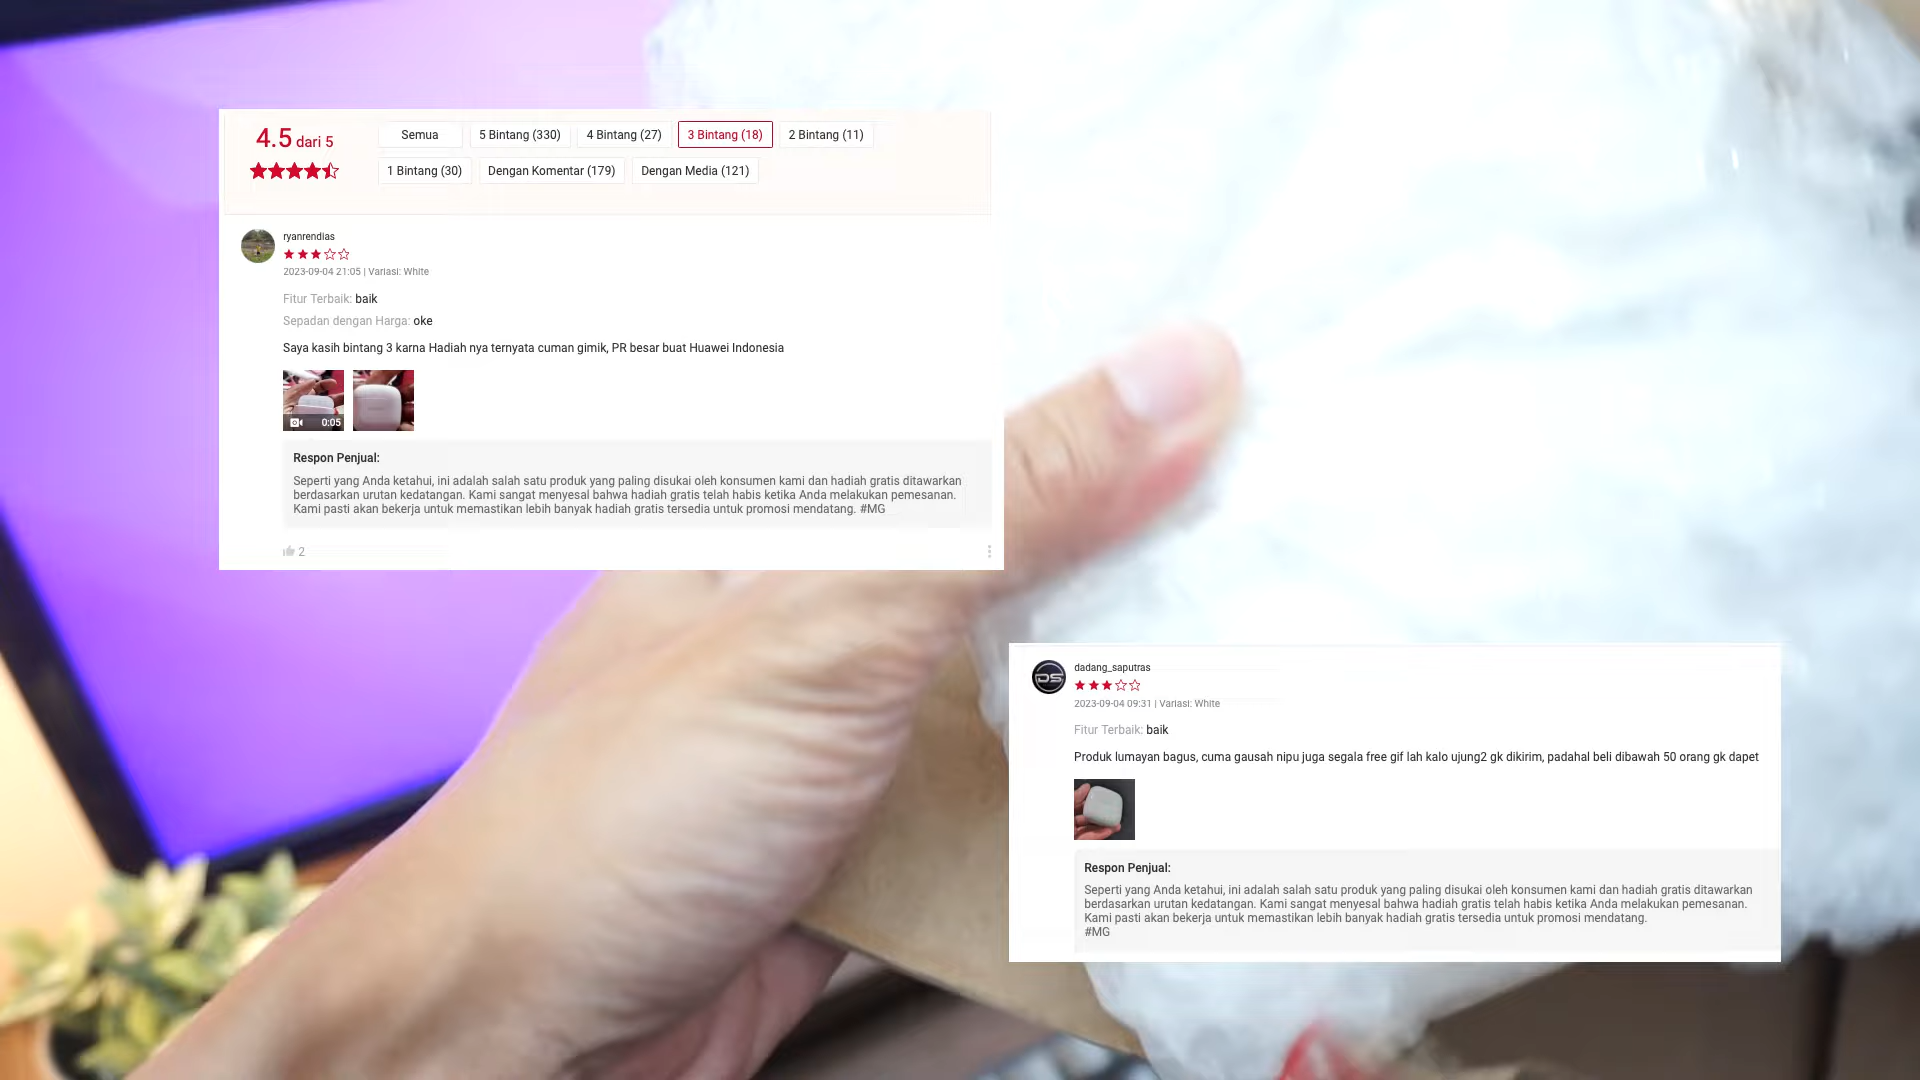 4.5 dari 5
Semua
5 Bintang (330)
4 Bintang (27)
3 Bintang (18)
2 Bintang (11)
1 Bintang (30)
Dengan Komentar (179)
Dengan Media (121)
ryanrendias
2023-09-04 21:05 | Variasi: White
Fitur Terbaik: baik
Sepadan dengan Harga: oke
Saya kasih bintang 3 karna Hadiah nya ternyata cuman gimik, PR besar buat Huawei Indonesia
0:05
Respon Penjual:
Seperti yang Anda ketahui, ini adalah salah satu produk yang paling disukai oleh konsumen kami dan hadiah gratis ditawarkan
berdasarkan urutan kedatangan. Kami sangat menyesal bahwa hadiah gratis telah habis ketika Anda melakukan pemesanan.
Kami pasti akan bekerja untuk memastikan lebih banyak hadiah gratis tersedia untuk promosi mendatang. #MG
2
DS
dadang_saputras
2023-09-04 09:31 | Variasi: White
Fitur Terbaik: baik
Produk lumayan bagus, cuma gausah nipu juga segala free gif lah kalo ujung2 gk dikirim, padahal beli dibawah 50 orang gk dapet
Respon Penjual:
Seperti yang Anda ketahui, ini adalah salah satu produk yang paling disukai oleh konsumen kami dan hadiah gratis ditawarkan
berdasarkan urutan kedatangan. Kami sangat menyesal bahwa hadiah gratis telah habis ketika Anda melakukan pemesanan.
Kami pasti akan bekerja untuk memastikan lebih banyak hadiah gratis tersedia untuk promosi mendatang.
#MG